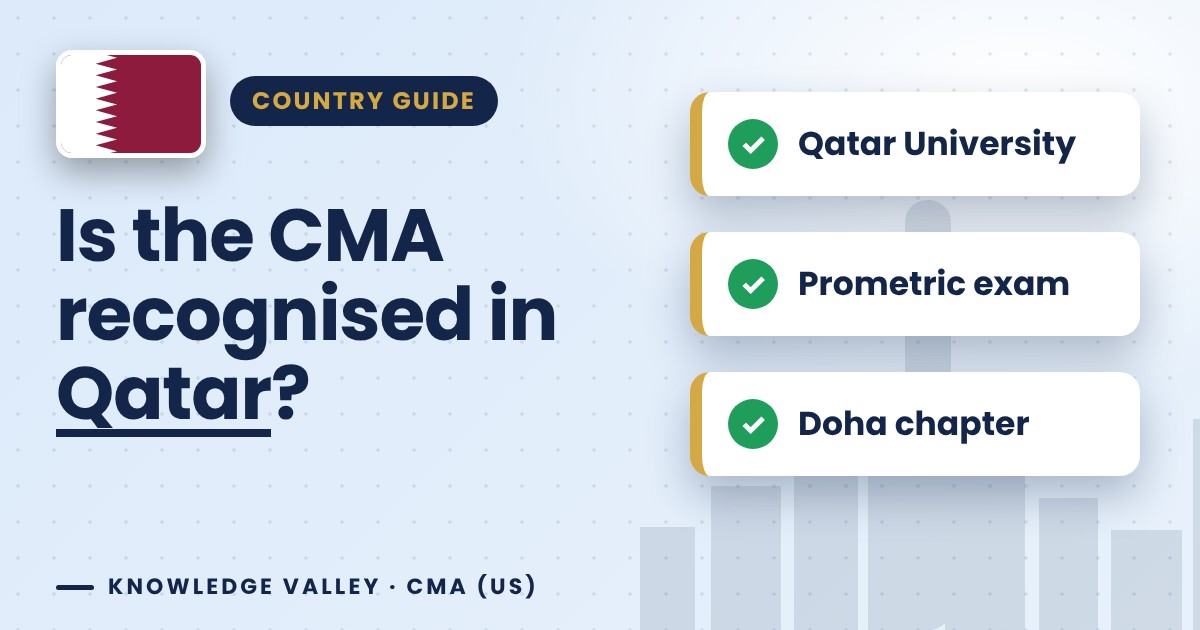 COUNTRY GUIDE
Is the CMA
recognised in
Qatar?
Qatar University
Prometric exam
Doha chapter
KNOWLEDGE VALLEY · CMA (US)